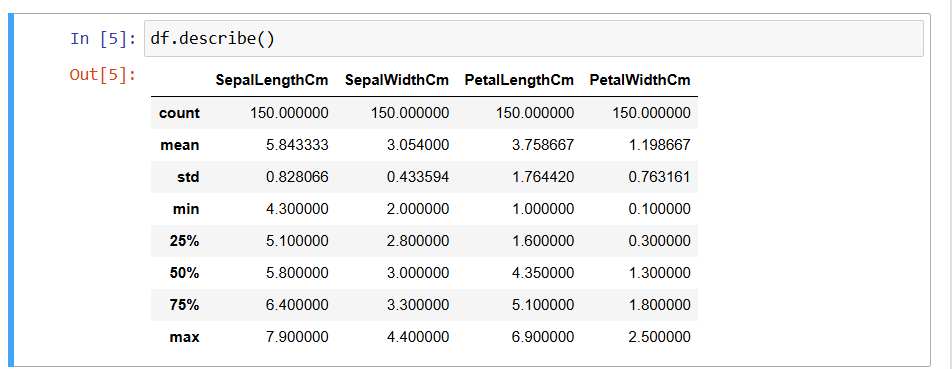 In [5]: df.describe()
Out[5]:
SepalLengthCm SepalWidthCm PetalLengthCm PetalWidthCm
count 150.000000 150.000000 150.000000 150.000000
mean 5.843333 3.054000 3.758667 1.198667
std 0.828066 0.433594 1.764420 0.763161
min 4.300000 2.000000 1.000000 0.100000
25% 5.100000 2.800000 1.600000 0.300000
50% 5.800000 3.000000 4.350000 1.300000
75% 6.400000 3.300000 5.100000 1.800000
max 7.900000 4.400000 6.900000 2.500000